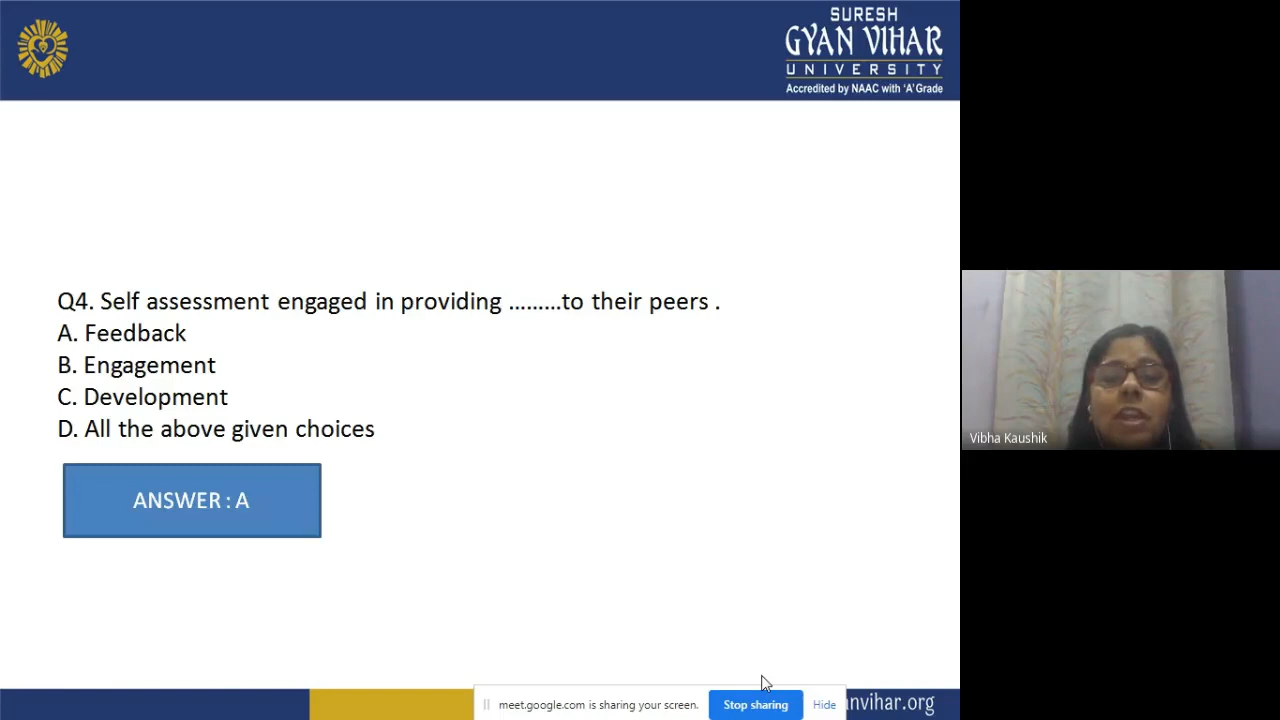 SURESH
GYAN VIHAR
UNIVERSITY
Accredited by NAAC with 'A' Grade
Q4. Self assessment engaged in providing .........to their peers .
A. Feedback
B. Engagement
C. Development
D. All the above given choices
ANSWER : A
Vibha Kaushik
meet.google.com is sharing your screen.
Stop sharing
Hide
anvihar.org